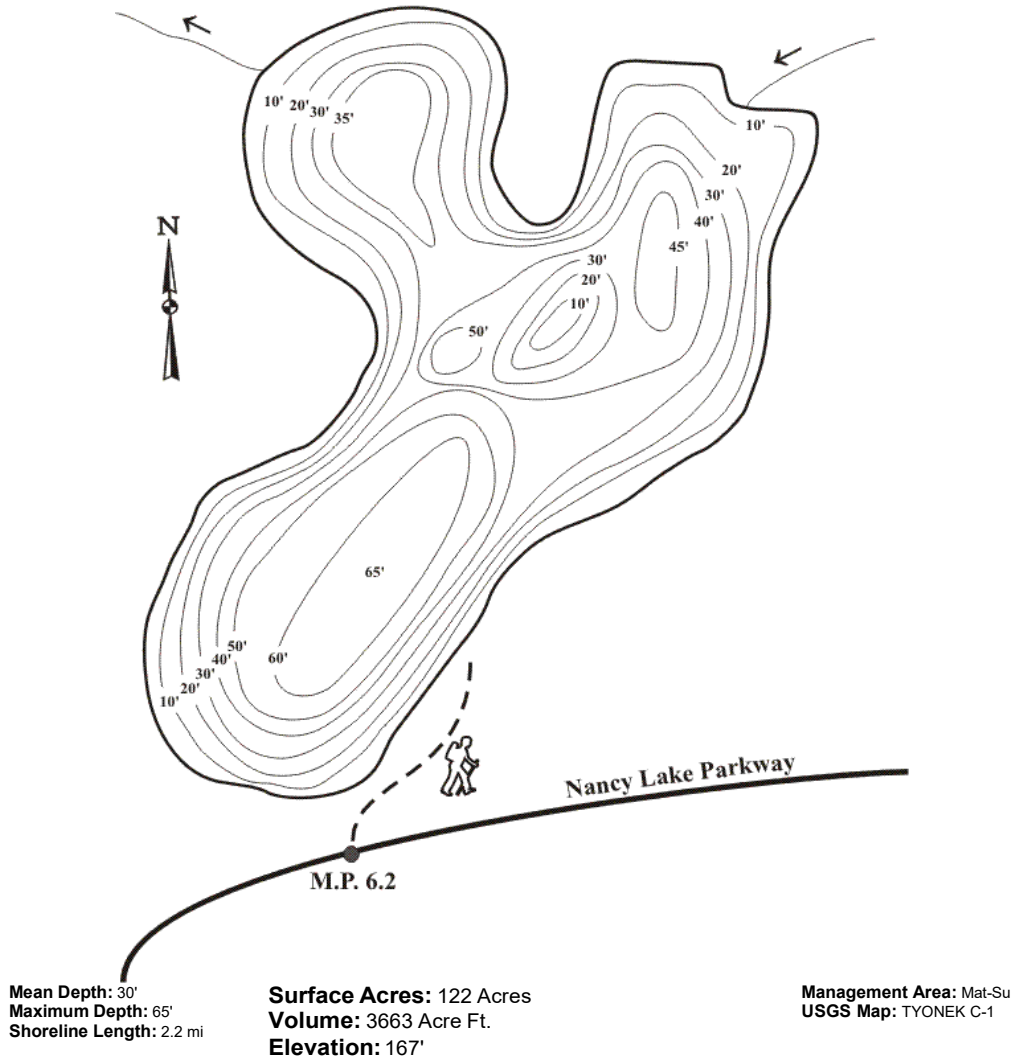 10' 20' 30' 35'
10'
20'
30'
40'
45'
N
30'
20'
10'
50'
65'
50'
40'
60'
30'
20'
10'
Nancy Lake Parkway
M.P. 6.2
Mean Depth: 30'
Maximum Depth: 65'
Shoreline Length: 2.2 mi
Surface Acres: 122 Acres
Volume: 3663 Acre Ft.
Elevation: 167'
Management Area: Mat-Su
USGS Map: TYONEK C-1